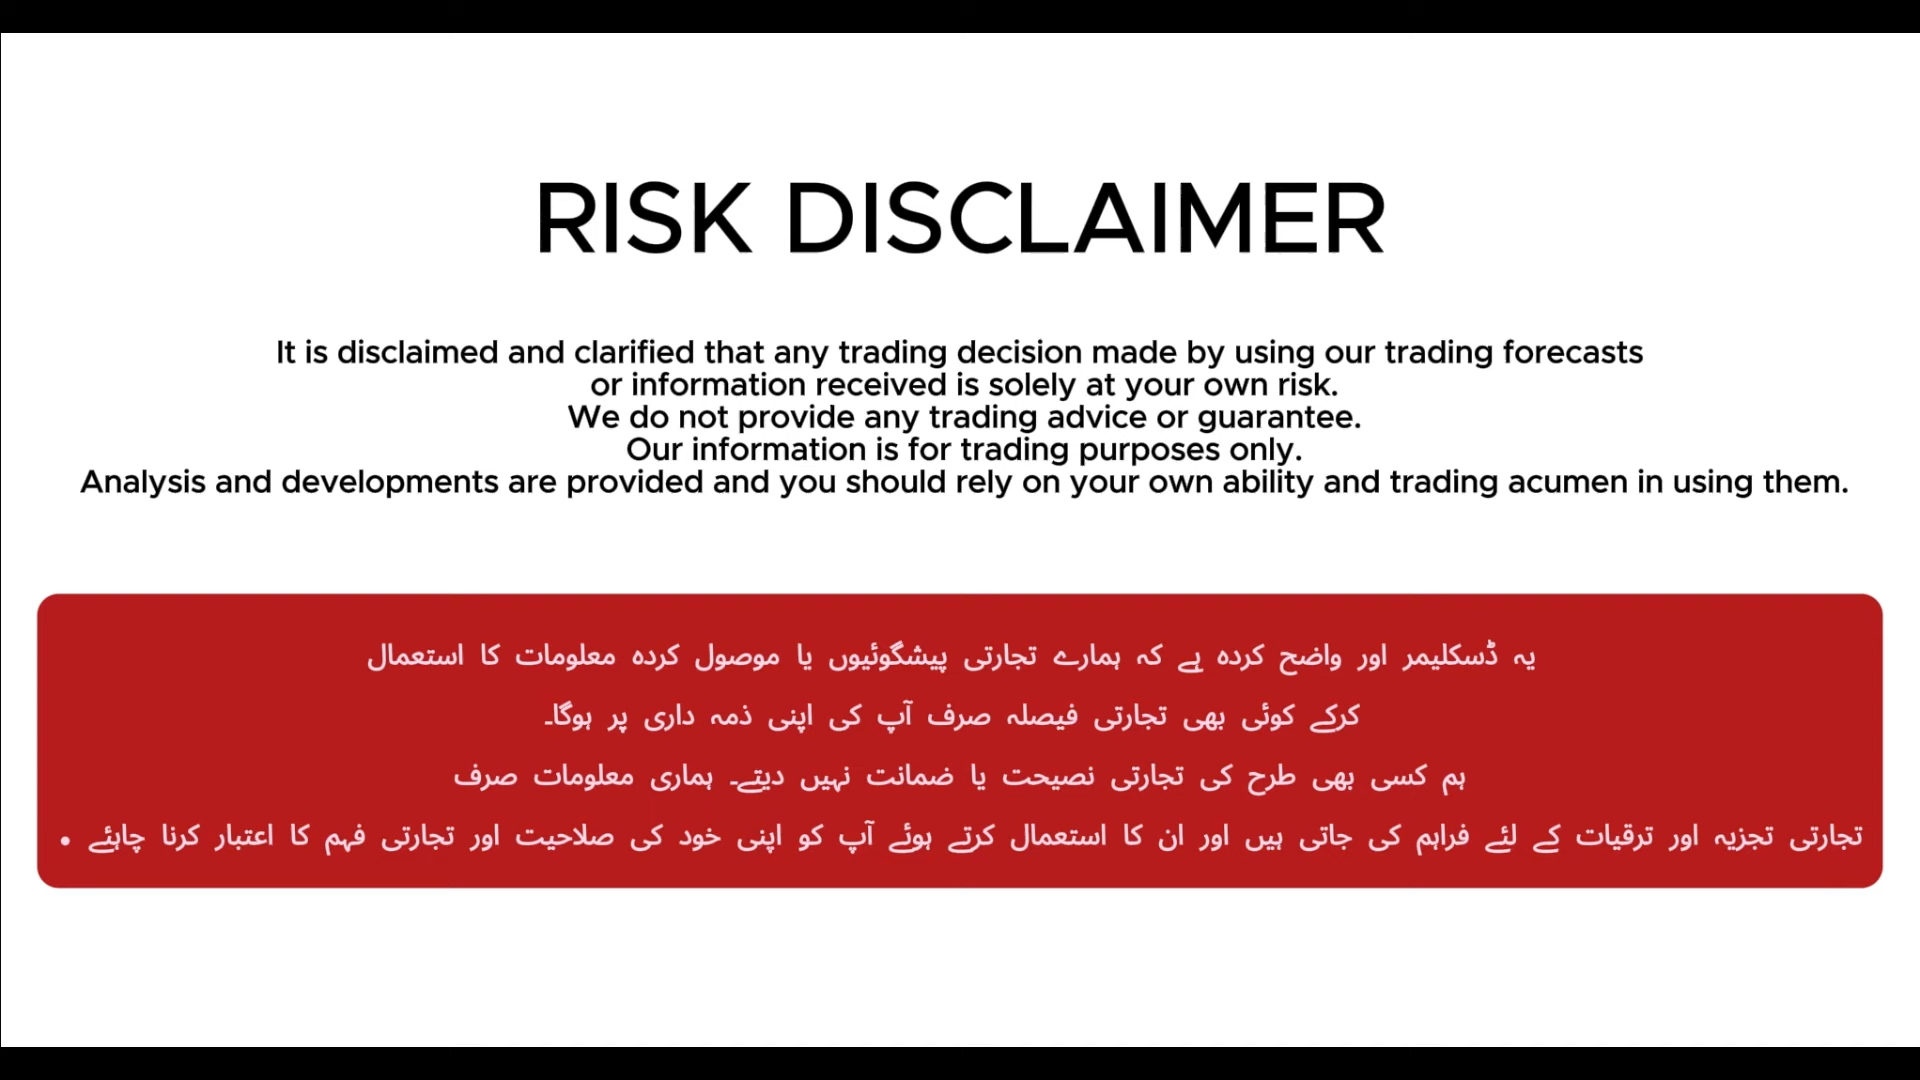 RISK DISCLAIMER
It is disclaimed and clarified that any trading decision made by using our trading forecasts
or information received is solely at your own risk.
We do not provide any trading advice or guarantee.
Our information is for trading purposes only.
Analysis and developments are provided and you should rely on your own ability and trading acumen in using them.
یہ ڈسکلیمر اور واضح کردہ ہے کہ ہمارے تجارتی پیشگوئیوں یا موصول کردہ معلومات کا استعمال
کرکے کوئی بھی تجارتی فیصلہ صرف آپ کی اپنی ذمہ داری پر ہوگا۔
ہم کسی بھی طرح کی تجارتی نصیحت یا ضمانت نہیں دیتے۔ ہماری معلومات صرف
تجارتی تجزیہ اور ترقیات کے لئے فراہم کی جاتی ہیں اور ان کا استعمال کرتے ہوئے آپ کو اپنی خود کی صلاحیت اور تجارتی فہم کا اعتبار کرنا چاہئے •